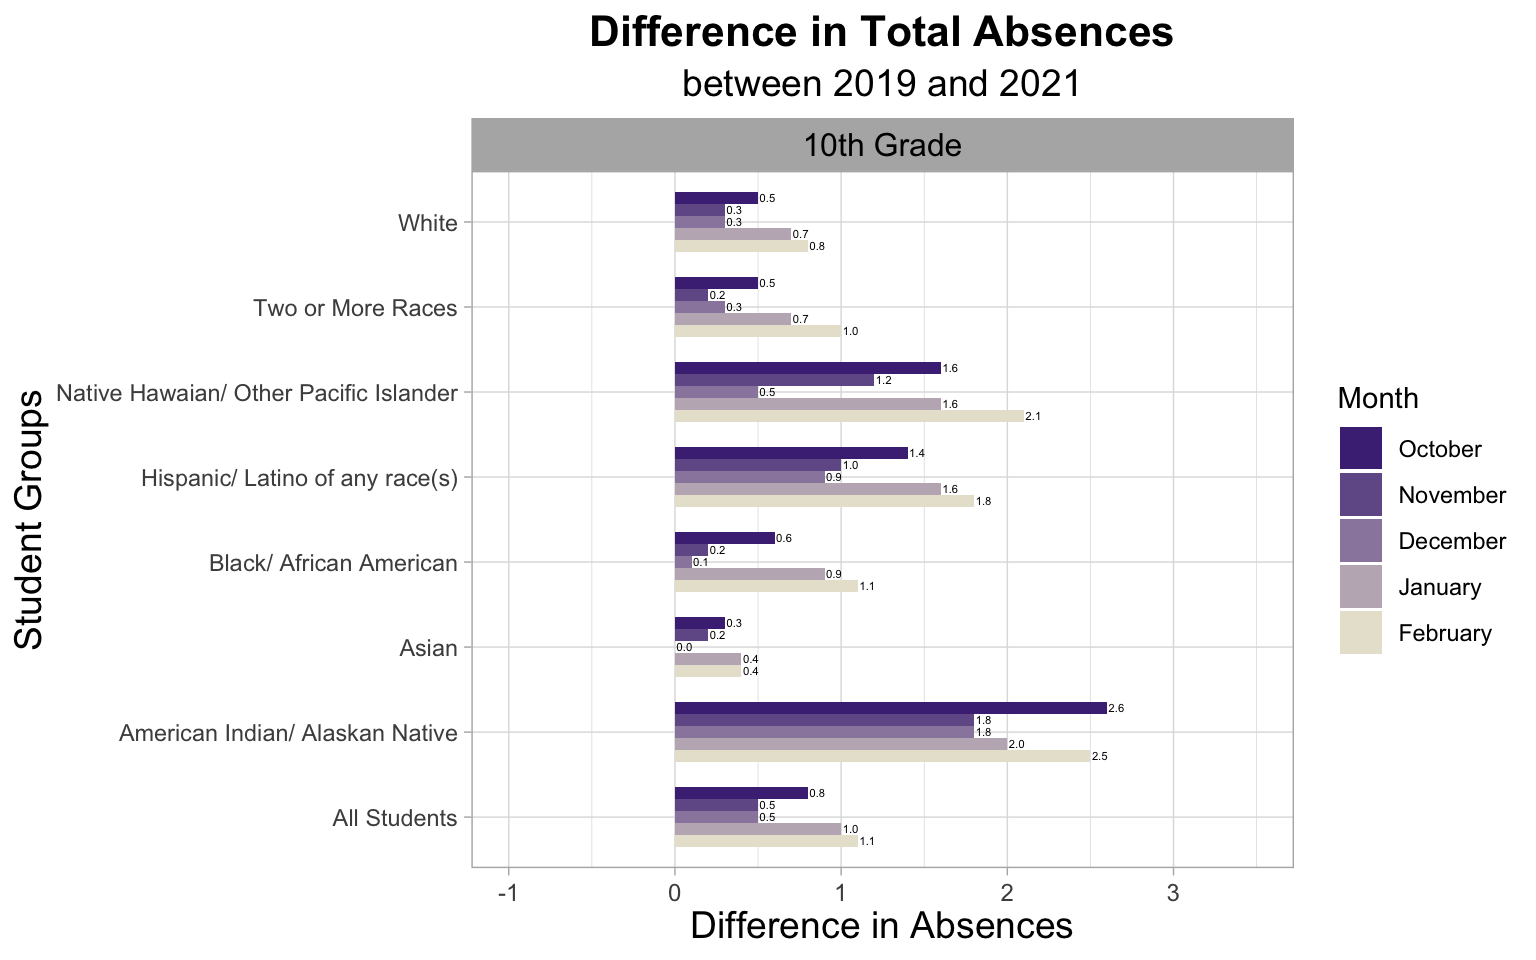 Difference in Total Absences
between 2019 and 2021
10th Grade
Student Groups
White
0.5
0.3
0.3
0.7
0.8
Two or More Races
0.5
0.2
0.3
0.7
1.0
Native Hawaian/ Other Pacific Islander
1.6
1.2
0.5
1.6
2.1
Hispanic/ Latino of any race(s)
1.4
1.0
0.9
1.6
1.8
Black/ African American
0.6
0.2
0.1
0.9
1.1
Asian
0.3
0.2
0.0
0.4
0.4
American Indian/ Alaskan Native
2.6
1.8
1.8
2.0
2.5
All Students
0.8
0.5
0.5
1.0
1.1
-1 0 1 2 3
Difference in Absences
Month
October
November
December
January
February